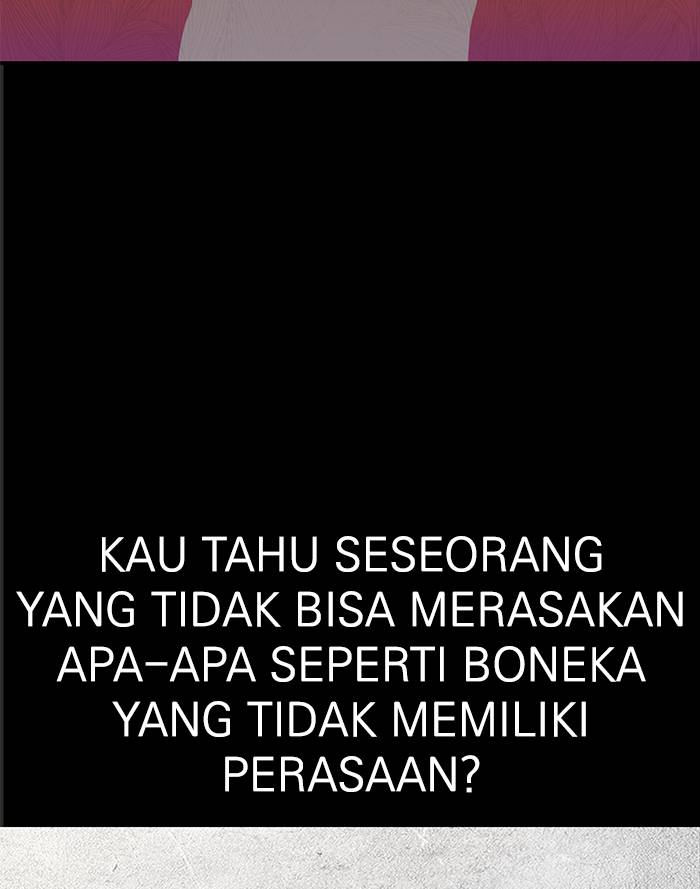 KAU TAHU SESEORANG
YANG TIDAK BISA MERASAKAN
APA-APA SEPERTI BONEKA
YANG TIDAK MEMILIKI
PERASAAN?